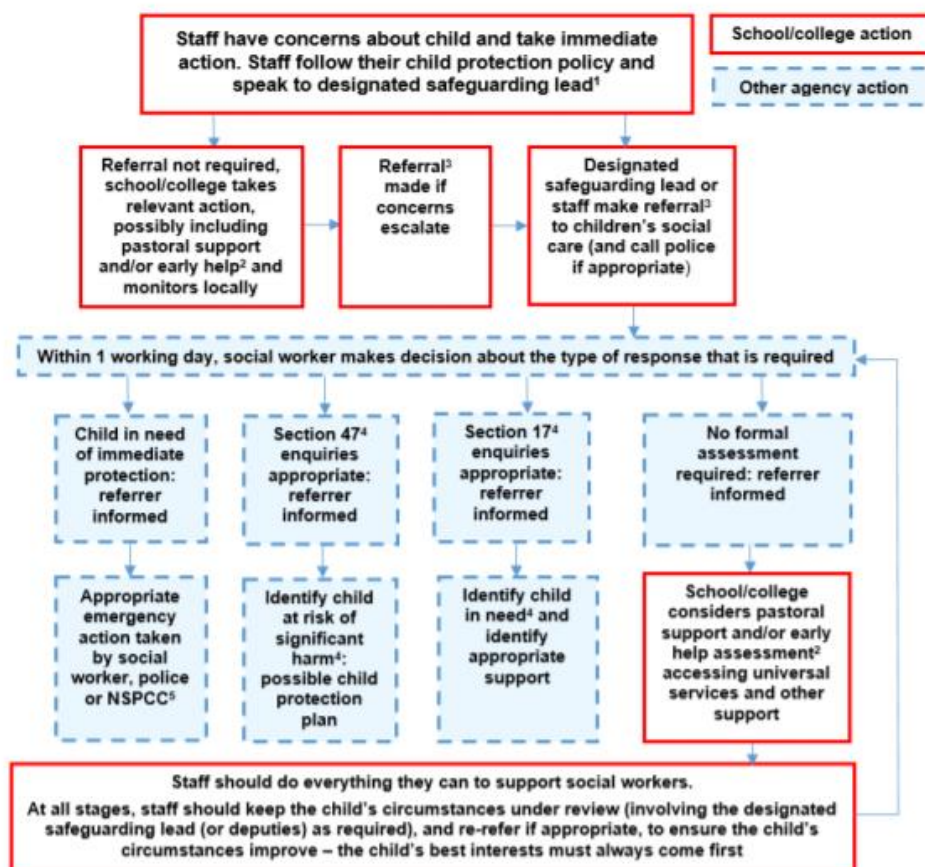 Staff have concerns about child and take immediate
action. Staff follow their child protection policy and
speak to designated safeguarding lead¹
School/college action
Other agency action
Referral not required,
school/college takes
relevant action,
possibly including
pastoral support
and/or early help² and
monitors locally
Referral³
made if
concerns
escalate
Designated
safeguarding lead or
staff make referral³
to children's social
care (and call police
if appropriate)
Within 1 working day, social worker makes decision about the type of response that is required
Child in need
of immediate
protection:
referrer
informed
Section 47⁴
enquiries
appropriate:
referrer
informed
Section 17⁴
enquiries
appropriate:
referrer
informed
No formal
assessment
required: referrer
informed
Appropriate
emergency
action taken
by social
worker, police
or NSPCC⁵
Identify child
at risk of
significant
harm⁴:
possible child
protection
plan
Identify child
in need⁴ and
identify
appropriate
support
School/college
considers pastoral
support and/or early
help assessment²
accessing universal
services and other
support
Staff should do everything they can to support social workers.
At all stages, staff should keep the child's circumstances under review (involving the designated
safeguarding lead (or deputies) as required), and re-refer if appropriate, to ensure the child's
circumstances improve – the child's best interests must always come first